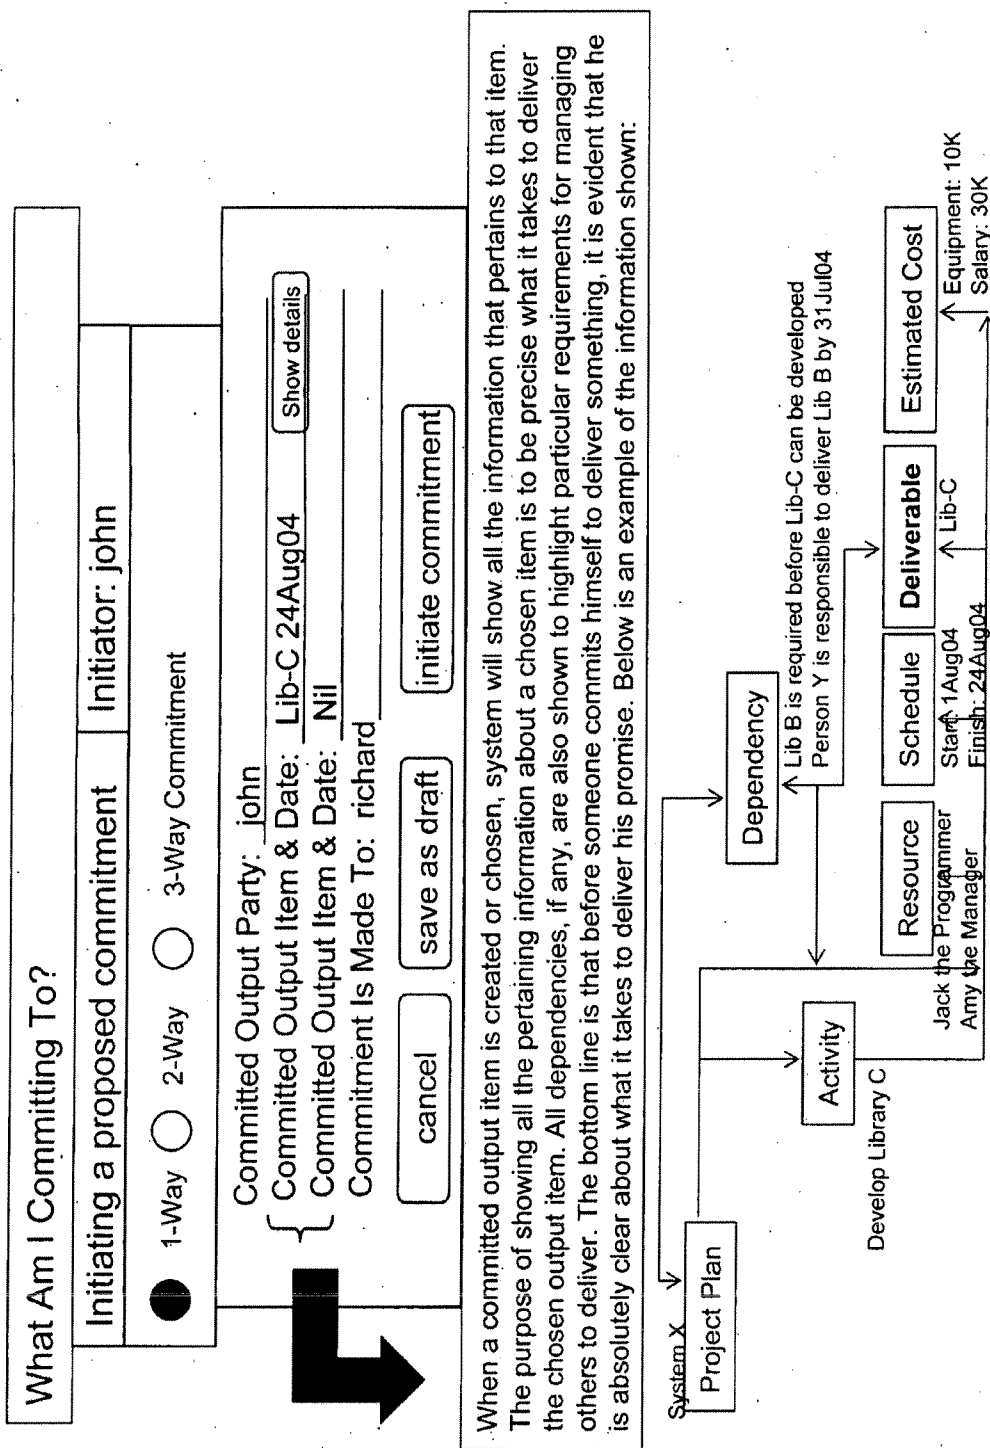 What Am I Committing To?
Initiating a proposed commitment
Initiator: john
1-Way
2-Way
3-Way Commitment
Committed Output Party: john
Committed Output Item & Date: Lib-C 24Aug04
Show details
Committed Output Item & Date: Nil
Commitment Is Made To: richard
cancel
save as draft
initiate commitment
When a committed output item is created or chosen, system will show all the information that pertains to that item.
The purpose of showing all the pertaining information about a chosen item is to be precise what it takes to deliver
the chosen output item. All dependencies, if any, are also shown to highlight particular requirements for managing
others to deliver. The bottom line is that before someone commits himself to deliver something, it is evident that he
is absolutely clear about what it takes to deliver his promise. Below is an example of the information shown:
System X
Project Plan
Dependency
Lib B is required before Lib-C can be developed
Person Y is responsible to deliver Lib B by 31Jul04
Activity
Develop Library C
Resource
Jack the Programmer
Amy the Manager
Schedule
Start: 1Aug04
Finish: 24Aug04
Deliverable
Lib-C
Estimated Cost
Equipment: 10K
Salary: 30K